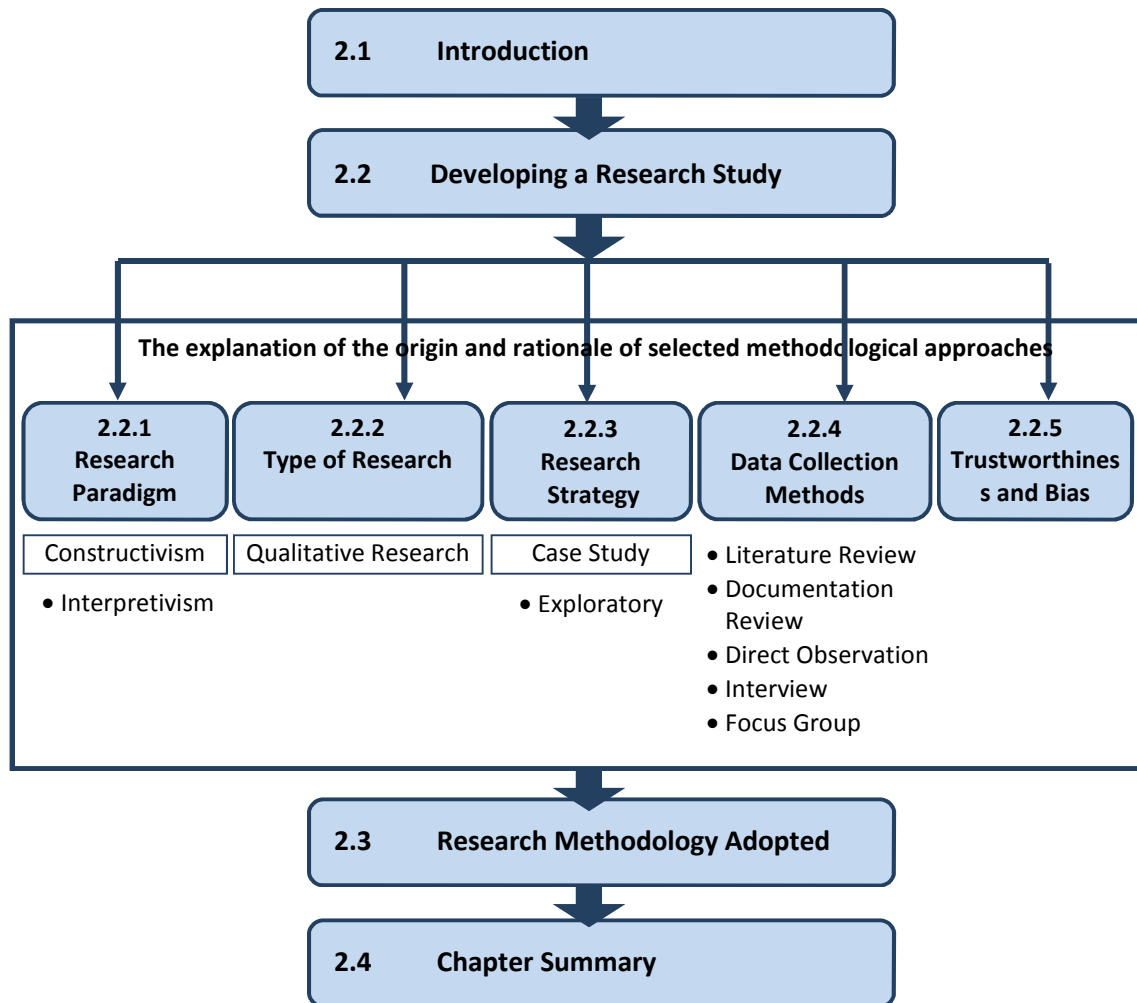 2.1 Introduction
2.2 Developing a Research Study
The explanation of the origin and rationale of selected methodological approaches
2.2.1
Research
Paradigm
Constructivism
• Interpretivism
2.2.2
Type of Research
Qualitative Research
2.2.3
Research
Strategy
Case Study
• Exploratory
2.2.4
Data Collection
Methods
• Literature Review
• Documentation
Review
• Direct Observation
• Interview
• Focus Group
2.2.5
Trustworthines
s and Bias
2.3 Research Methodology Adopted
2.4 Chapter Summary